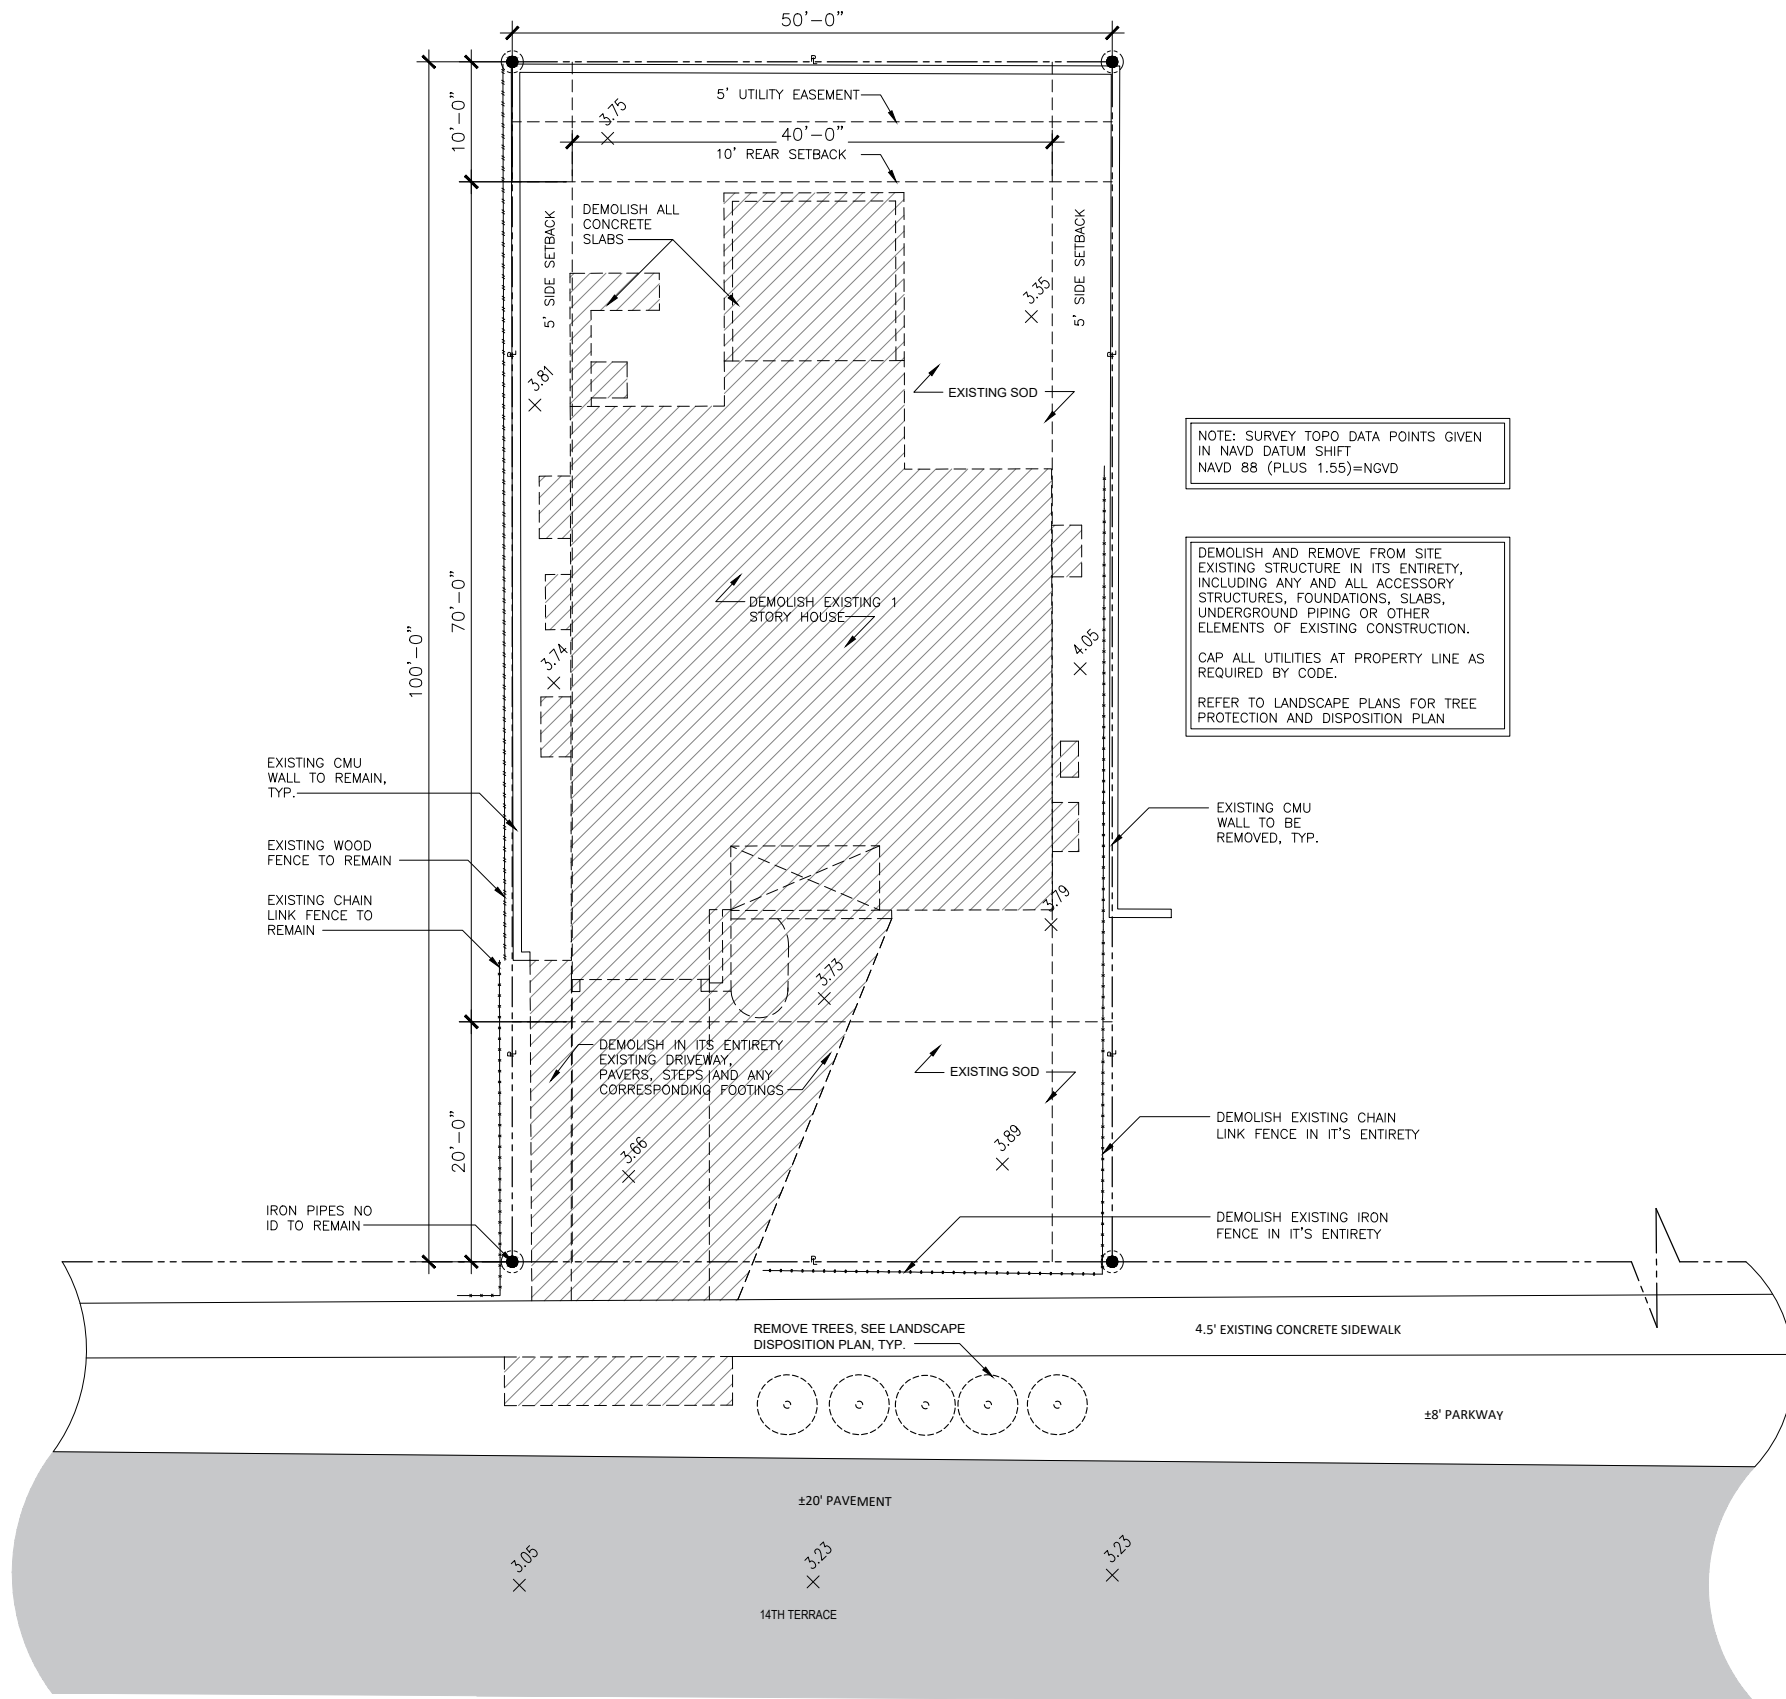 50'-0"
5' UTILITY EASEMENT
3.75
40'-0"
10' REAR SETBACK
10'-0"
DEMOLISH ALL
CONCRETE
SLABS
5' SIDE SETBACK
5' SIDE SETBACK
3.35
3.81
EXISTING SOD
NOTE: SURVEY TOPO DATA POINTS GIVEN
IN NAVD DATUM SHIFT
NAVD 88 (PLUS 1.55)=NGVD
DEMOLISH AND REMOVE FROM SITE
EXISTING STRUCTURE IN ITS ENTIRETY,
INCLUDING ANY AND ALL ACCESSORY
STRUCTURES, FOUNDATIONS, SLABS,
UNDERGROUND PIPING OR OTHER
ELEMENTS OF EXISTING CONSTRUCTION.
CAP ALL UTILITIES AT PROPERTY LINE AS
REQUIRED BY CODE.
REFER TO LANDSCAPE PLANS FOR TREE
PROTECTION AND DISPOSITION PLAN
70'-0"
100'-0"
DEMOLISH EXISTING 1
STORY HOUSE
3.74
4.05
EXISTING CMU
WALL TO REMAIN,
TYP.
EXISTING CMU
WALL TO BE
REMOVED, TYP.
EXISTING WOOD
FENCE TO REMAIN
EXISTING CHAIN
LINK FENCE TO
REMAIN
3.79
3.73
DEMOLISH IN ITS ENTIRETY
EXISTING DRIVEWAY,
PAVERS, STEPS AND ANY
CORRESPONDING FOOTINGS
EXISTING SOD
20'-0"
3.66
3.89
DEMOLISH EXISTING CHAIN
LINK FENCE IN IT'S ENTIRETY
IRON PIPES NO
ID TO REMAIN
DEMOLISH EXISTING IRON
FENCE IN IT'S ENTIRETY
REMOVE TREES, SEE LANDSCAPE
DISPOSITION PLAN, TYP.
4.5' EXISTING CONCRETE SIDEWALK
±8' PARKWAY
±20' PAVEMENT
3.05
3.23
3.23
14TH TERRACE